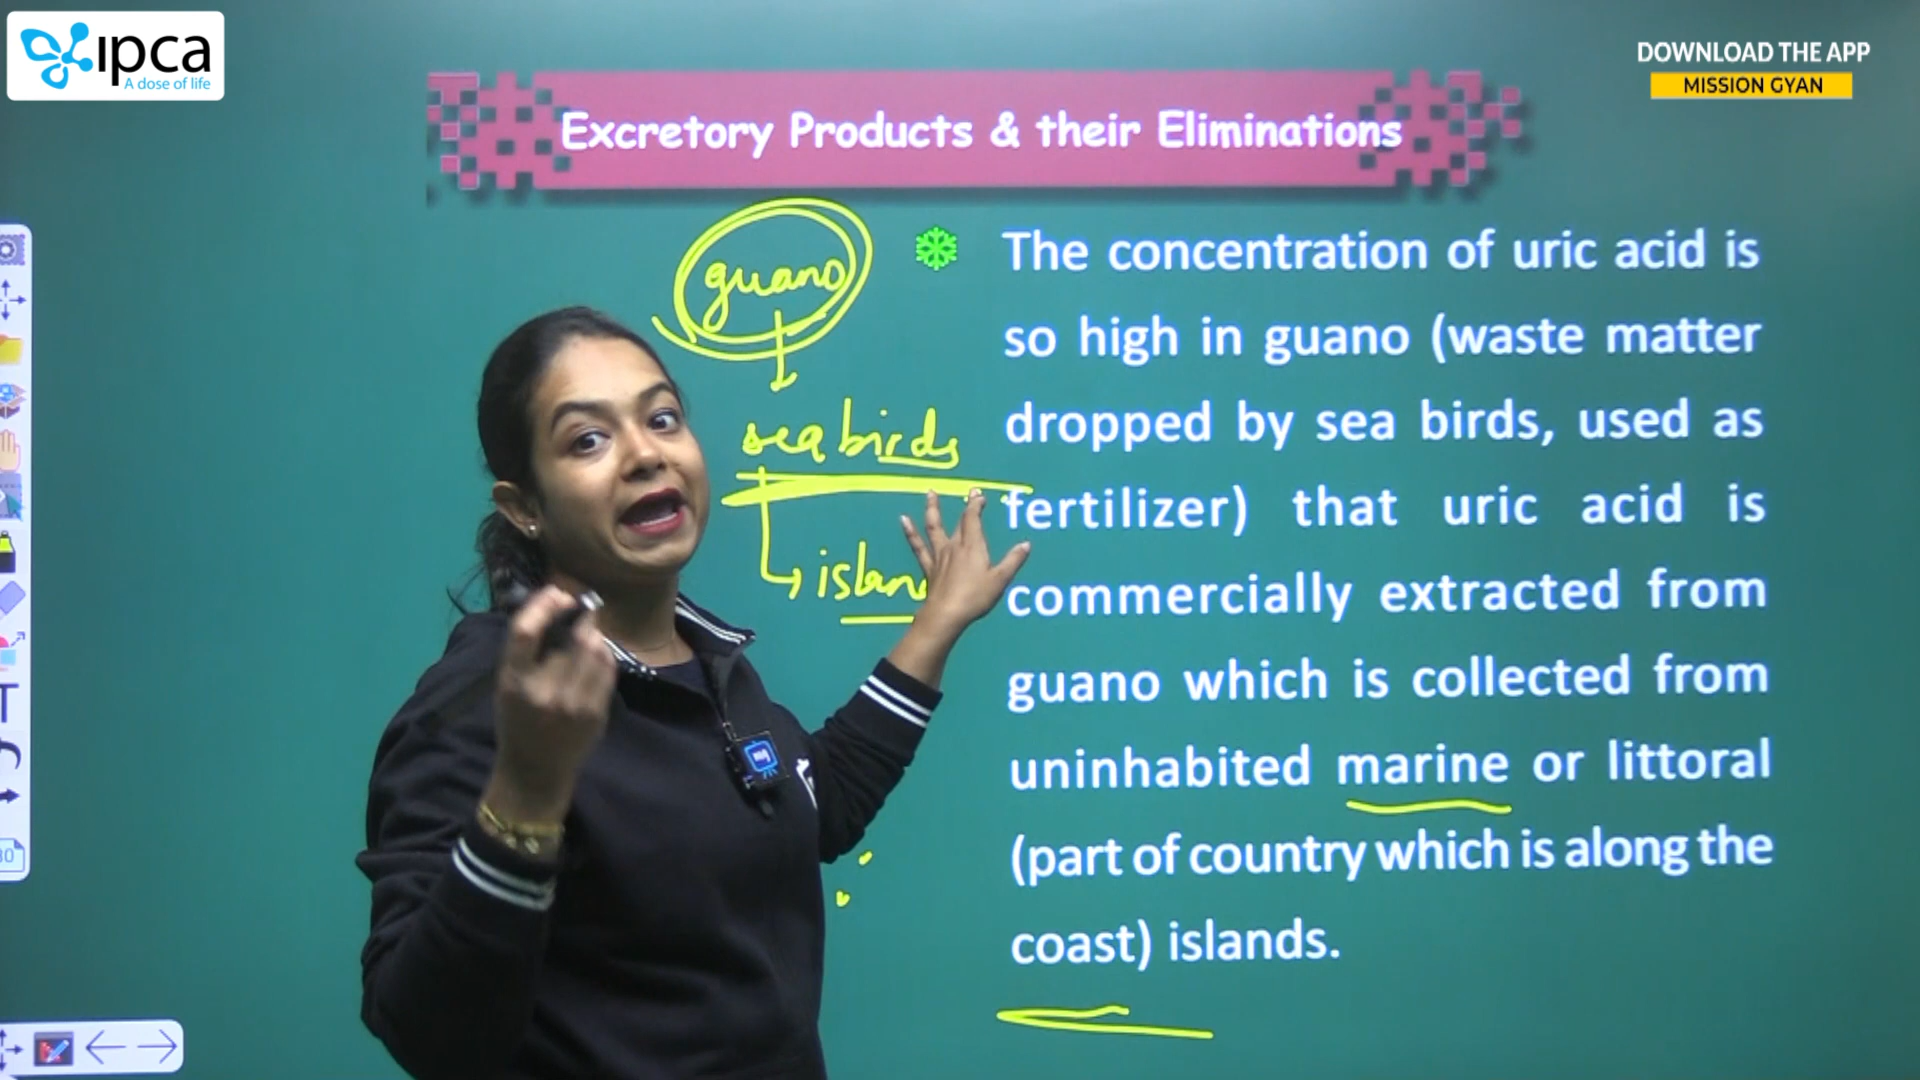 ipca
A dose of life
DOWNLOAD THE APP
MISSION GYAN
Excretory Products & their Eliminations
guano
sea birds
The concentration of uric acid is
so high in guano (waste matter
dropped by sea birds, used as
fertilizer) that uric acid is
commercially extracted from
guano which is collected from
uninhabited marine or littoral
(part of country which is along the
coast) islands.